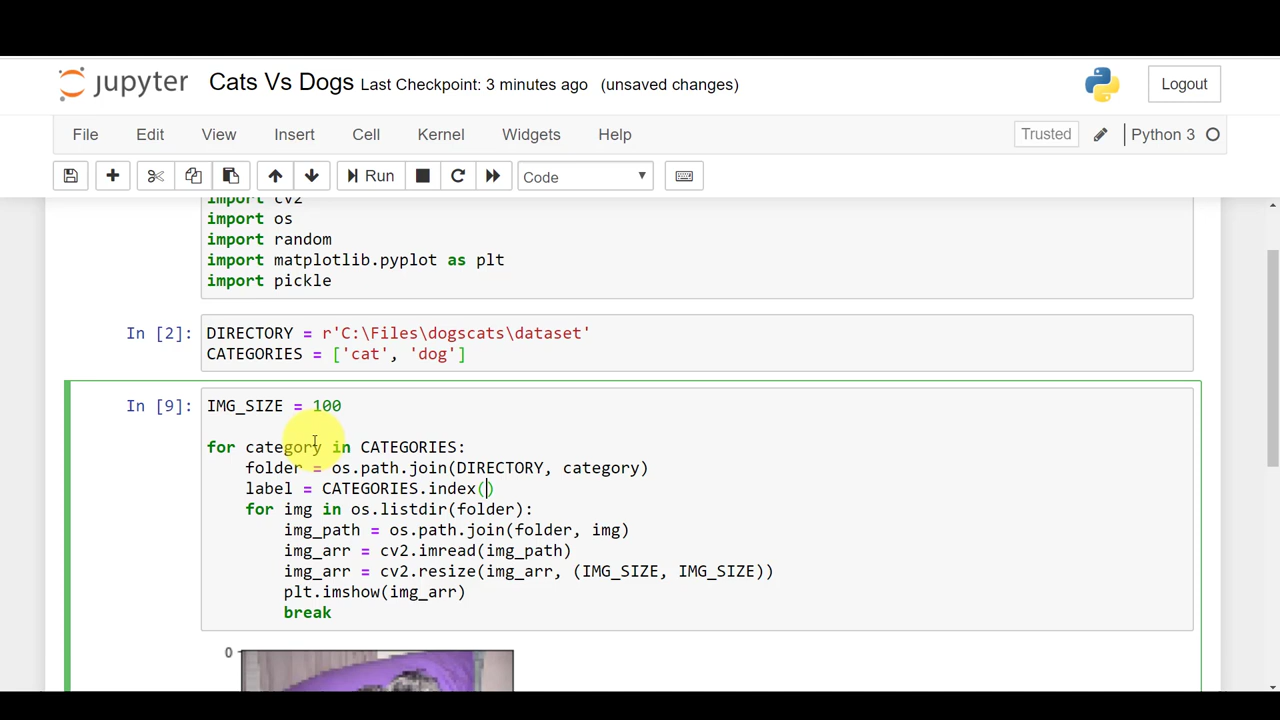 jupyter Cats Vs Dogs Last Checkpoint: 3 minutes ago (unsaved changes) Logout
File Edit View Insert Cell Kernel Widgets Help Trusted Python 3
Run Code
import cv2
import os
import random
import matplotlib.pyplot as plt
import pickle
In [2]: DIRECTORY = r'C:\Files\dogscats\dataset'
CATEGORIES = ['cat', 'dog']
In [9]: IMG_SIZE = 100
for category in CATEGORIES:
folder = os.path.join(DIRECTORY, category)
label = CATEGORIES.index()
for img in os.listdir(folder):
img_path = os.path.join(folder, img)
img_arr = cv2.imread(img_path)
img_arr = cv2.resize(img_arr, (IMG_SIZE, IMG_SIZE))
plt.imshow(img_arr)
break
0